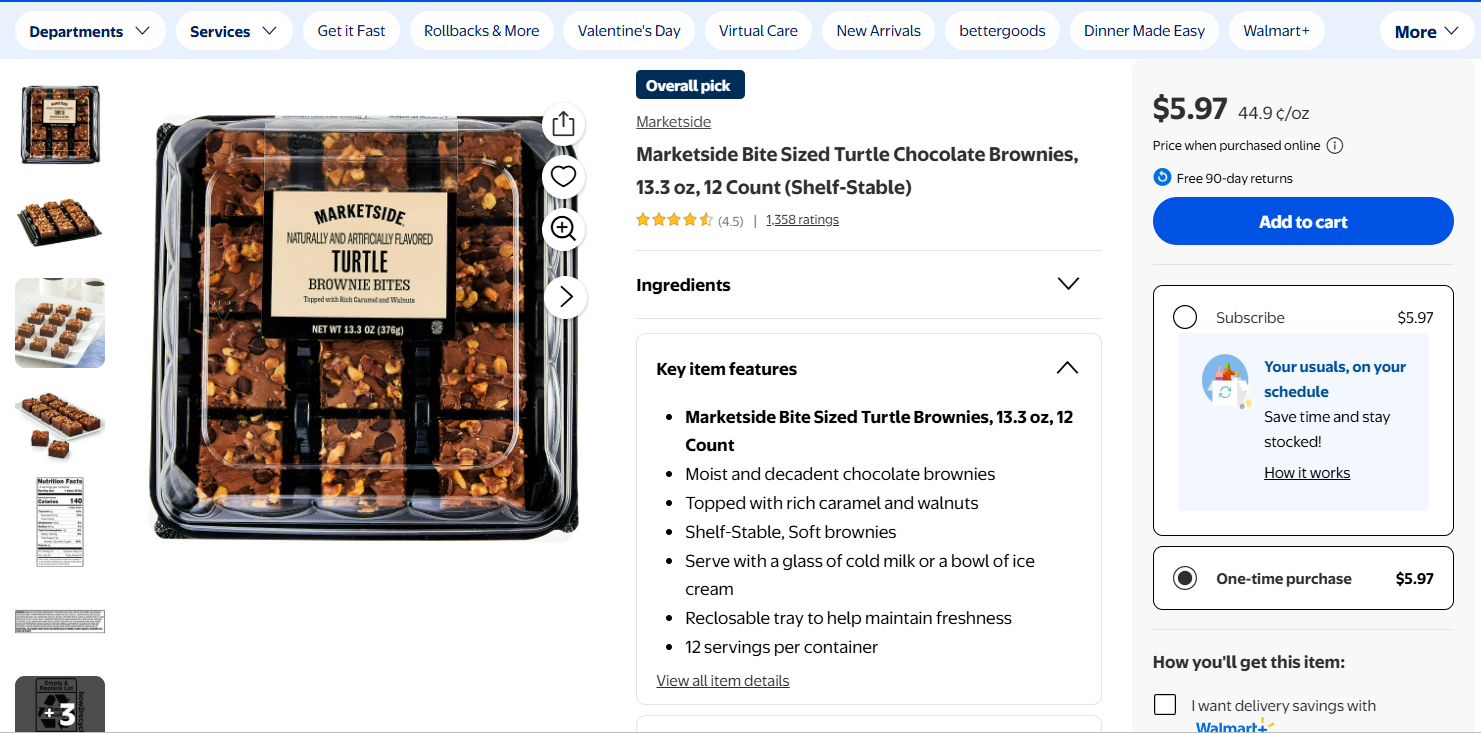 Departments
Services
Get it Fast
Rollbacks & More
Valentine's Day
Virtual Care
New Arrivals
bettergoods
Dinner Made Easy
Walmart+
More
MARKETSIDE
NATURALLY AND ARTIFICIALLY FLAVORED
TURTLE
BROWNIE BITES
Topped with Rich Caramel and Walnuts
NET WT 13.3 OZ (376g)
Nutrition Facts
Calories 140
Empty &
Replace Lid
how2recycle
+3
Overall pick
Marketside
Marketside Bite Sized Turtle Chocolate Brownies,
13.3 oz, 12 Count (Shelf-Stable)
(4.5) | 1,358 ratings
Ingredients
Key item features
• Marketside Bite Sized Turtle Brownies, 13.3 oz, 12
Count
• Moist and decadent chocolate brownies
• Topped with rich caramel and walnuts
• Shelf-Stable, Soft brownies
• Serve with a glass of cold milk or a bowl of ice
cream
• Reclosable tray to help maintain freshness
• 12 servings per container
View all item details
$5.97 44.9 ¢/oz
Price when purchased online
Free 90-day returns
Add to cart
Subscribe $5.97
Your usuals, on your
schedule
Save time and stay
stocked!
How it works
One-time purchase $5.97
How you'll get this item:
I want delivery savings with
Walmart+